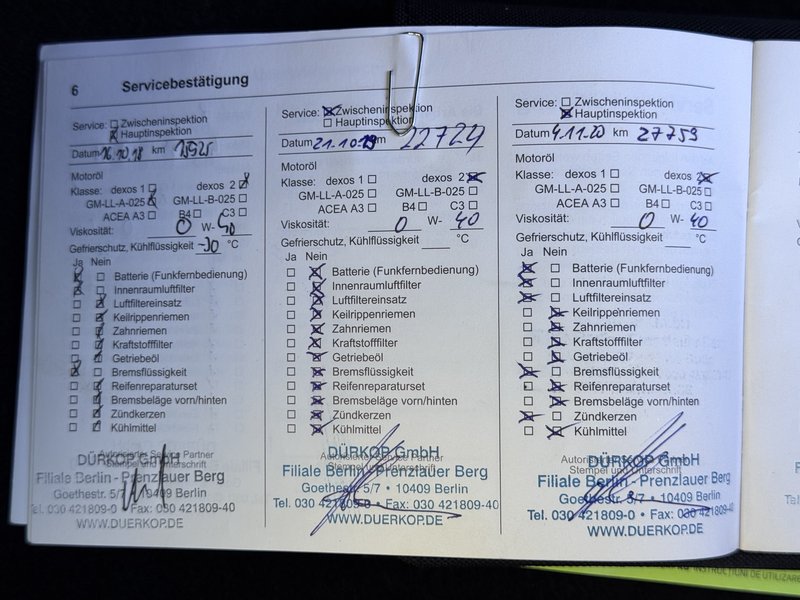 6 Servicebestätigung
Service: Zwischeninspektion
Hauptinspektion
Datum 16.10.18 km
Motoröl
Klasse: dexos 1 dexos 2
GM-LL-A-025 GM-LL-B-025
ACEA A3 B4 C3
Viskosität: 0 W-40
Gefrierschutz, Kühlflüssigkeit -30 °C
Ja Nein
Batterie (Funkfernbedienung)
Innenraumluftfilter
Luftfiltereinsatz
Keilrippenriemen
Zahnriemen
Kraftstofffilter
Getriebeöl
Bremsflüssigkeit
Reifenreparaturset
Bremsbeläge vorn/hinten
Zündkerzen
Kühlmittel
Autorisierter Service Partner
DÜRKOP GmbH
Stempel und Unterschrift
Filiale Berlin - Prenzlauer Berg
Goethestr. 5/7 • 10409 Berlin
Tel. 030 421809-0 • Fax: 030 421809-40
WWW.DUERKOP.DE
Service: Zwischeninspektion
Hauptinspektion
Datum 21.10.19 km 22724
Motoröl
Klasse: dexos 1 dexos 2
GM-LL-A-025 GM-LL-B-025
ACEA A3 B4 C3
Viskosität: 0 W- 40
Gefrierschutz, Kühlflüssigkeit °C
Ja Nein
Batterie (Funkfernbedienung)
Innenraumluftfilter
Luftfiltereinsatz
Keilrippenriemen
Zahnriemen
Kraftstofffilter
Getriebeöl
Bremsflüssigkeit
Reifenreparaturset
Bremsbeläge vorn/hinten
Zündkerzen
Kühlmittel
DÜRKOP GmbH
Autorisierter Service Partner
Filiale Berlin - Prenzlauer Berg
Stempel und Unterschrift
Goethestr. 5/7 • 10409 Berlin
Tel. 030 421809-0 • Fax: 030 421809-40
WWW.DUERKOP.DE
Service: Zwischeninspektion
Hauptinspektion
Datum 4.11.20 km 27759
Motoröl
Klasse: dexos 1 dexos 2
GM-LL-A-025 GM-LL-B-025
ACEA A3 B4 C3
Viskosität: 0 W- 40
Gefrierschutz, Kühlflüssigkeit °C
Ja Nein
Batterie (Funkfernbedienung)
Innenraumluftfilter
Luftfiltereinsatz
Keilrippenriemen
Zahnriemen
Kraftstofffilter
Getriebeöl
Bremsflüssigkeit
Reifenreparaturset
Bremsbeläge vorn/hinten
Zündkerzen
Kühlmittel
Autorisierter Service Partner
DÜRKOP GmbH
Stempel und Unterschrift
Filiale Berlin - Prenzlauer Berg
Goethestr. 5/7 • 10409 Berlin
Tel. 030 421809-0 • Fax: 030 421809-40
WWW.DUERKOP.DE
INSTRUCȚIUNI DE UTILIZARE